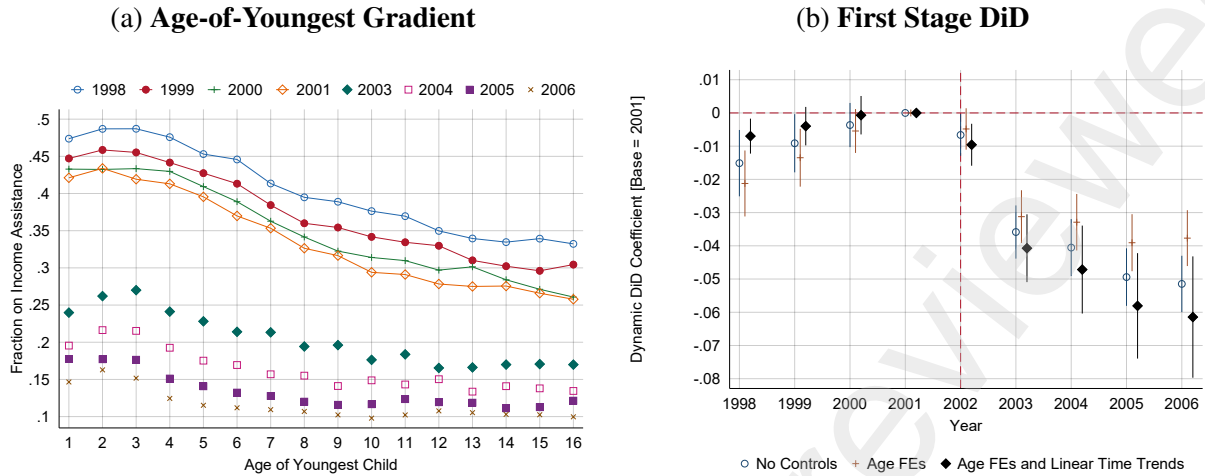 (a) Age-of-Youngest Gradient
1998 1999 2000 2001 2003 2004 2005 2006
.5
.45
.4
.35
.3
.25
.2
.15
.1
Fraction on Income Assistance
1 2 3 4 5 6 7 8 9 10 11 12 13 14 15 16
Age of Youngest Child
(b) First Stage DiD
.01
0
-.01
-.02
-.03
-.04
-.05
-.06
-.07
-.08
Dynamic DiD Coefficient [Base = 2001]
1998 1999 2000 2001 2002 2003 2004 2005 2006
Year
No Controls Age FEs Age FEs and Linear Time Trends
review